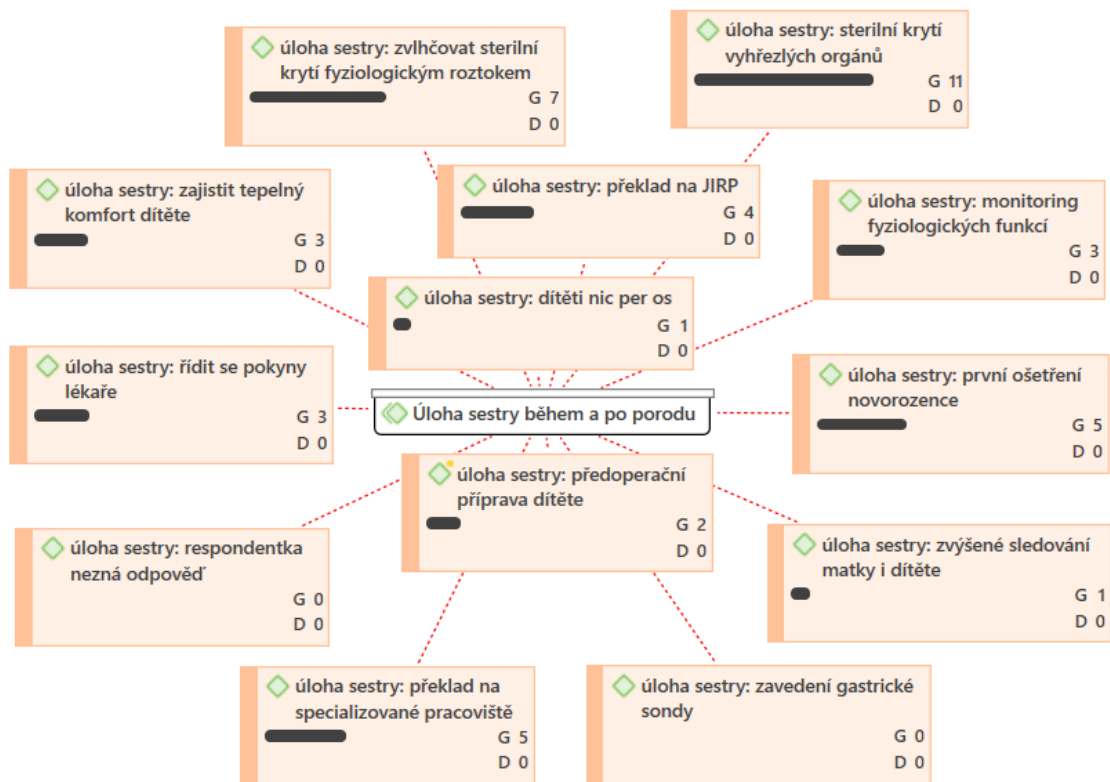 úloha sestry: zvlhčovat sterilní
krytí fyziologickým roztokem
G 7
D 0
úloha sestry: sterilní krytí
vyhřezlých orgánů
G 11
D 0
úloha sestry: zajistit tepelný
komfort dítěte
G 3
D 0
úloha sestry: překlad na JIRP
G 4
D 0
úloha sestry: monitoring
fyziologických funkcí
G 3
D 0
úloha sestry: dítěti nic per os
G 1
D 0
úloha sestry: řídit se pokyny
lékaře
G 3
D 0
Úloha sestry během a po porodu
úloha sestry: první ošetření
novorozence
G 5
D 0
úloha sestry: předoperační
příprava dítěte
G 2
D 0
úloha sestry: respondentka
nezná odpověď
G 0
D 0
úloha sestry: zvýšené sledování
matky i dítěte
G 1
D 0
úloha sestry: překlad na
specializované pracoviště
G 5
D 0
úloha sestry: zavedení gastrické
sondy
G 0
D 0